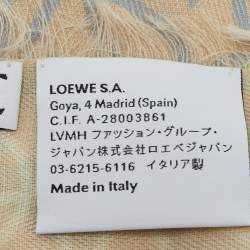 LOEWE S.A.
Goya, 4 Madrid (Spain)
C.I.F. A-28003861
LVMH ファッション・グループ・
ジャパン株式会社ロエベジャパン
03-6215-6116 イタリア製
Made in Italy